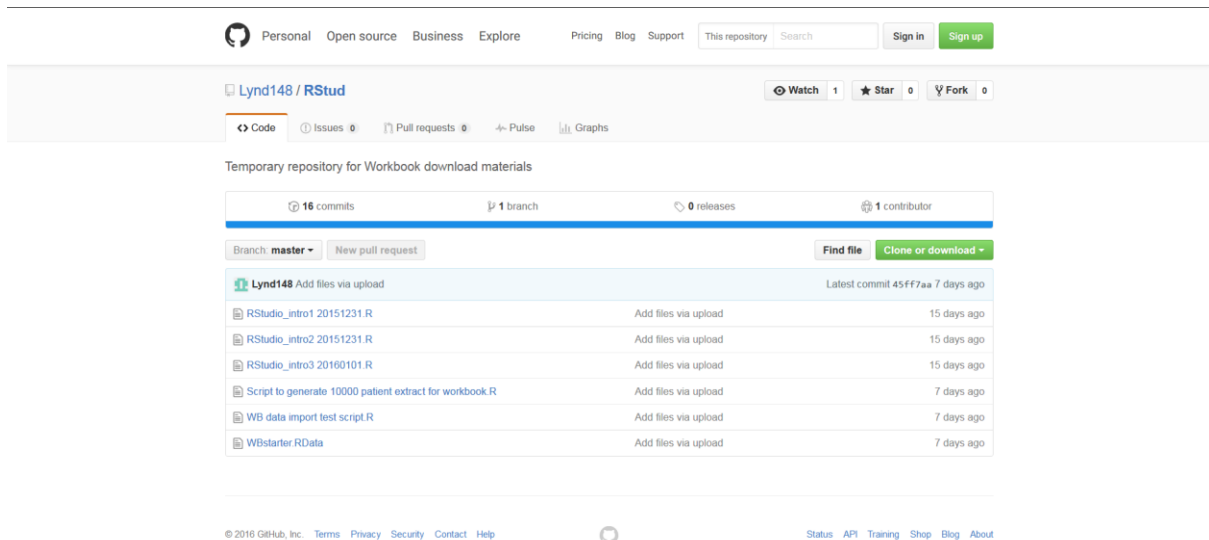 Personal Open source Business Explore Pricing Blog Support This repository Search Sign in Sign up
Lynd148 / RStud Watch 1 Star 0 Fork 0
Code Issues 0 Pull requests 0 Pulse Graphs
Temporary repository for Workbook download materials
16 commits 1 branch 0 releases 1 contributor
Branch: master New pull request Find file Clone or download
Lynd148 Add files via upload Latest commit 45ff7aa 7 days ago
RStudio_intro1 20151231.R Add files via upload 15 days ago
RStudio_intro2 20151231.R Add files via upload 15 days ago
RStudio_intro3 20160101.R Add files via upload 15 days ago
Script to generate 10000 patient extract for workbook.R Add files via upload 7 days ago
WB data import test script.R Add files via upload 7 days ago
WBstarter.RData Add files via upload 7 days ago
© 2016 GitHub, Inc. Terms Privacy Security Contact Help Status API Training Shop Blog About